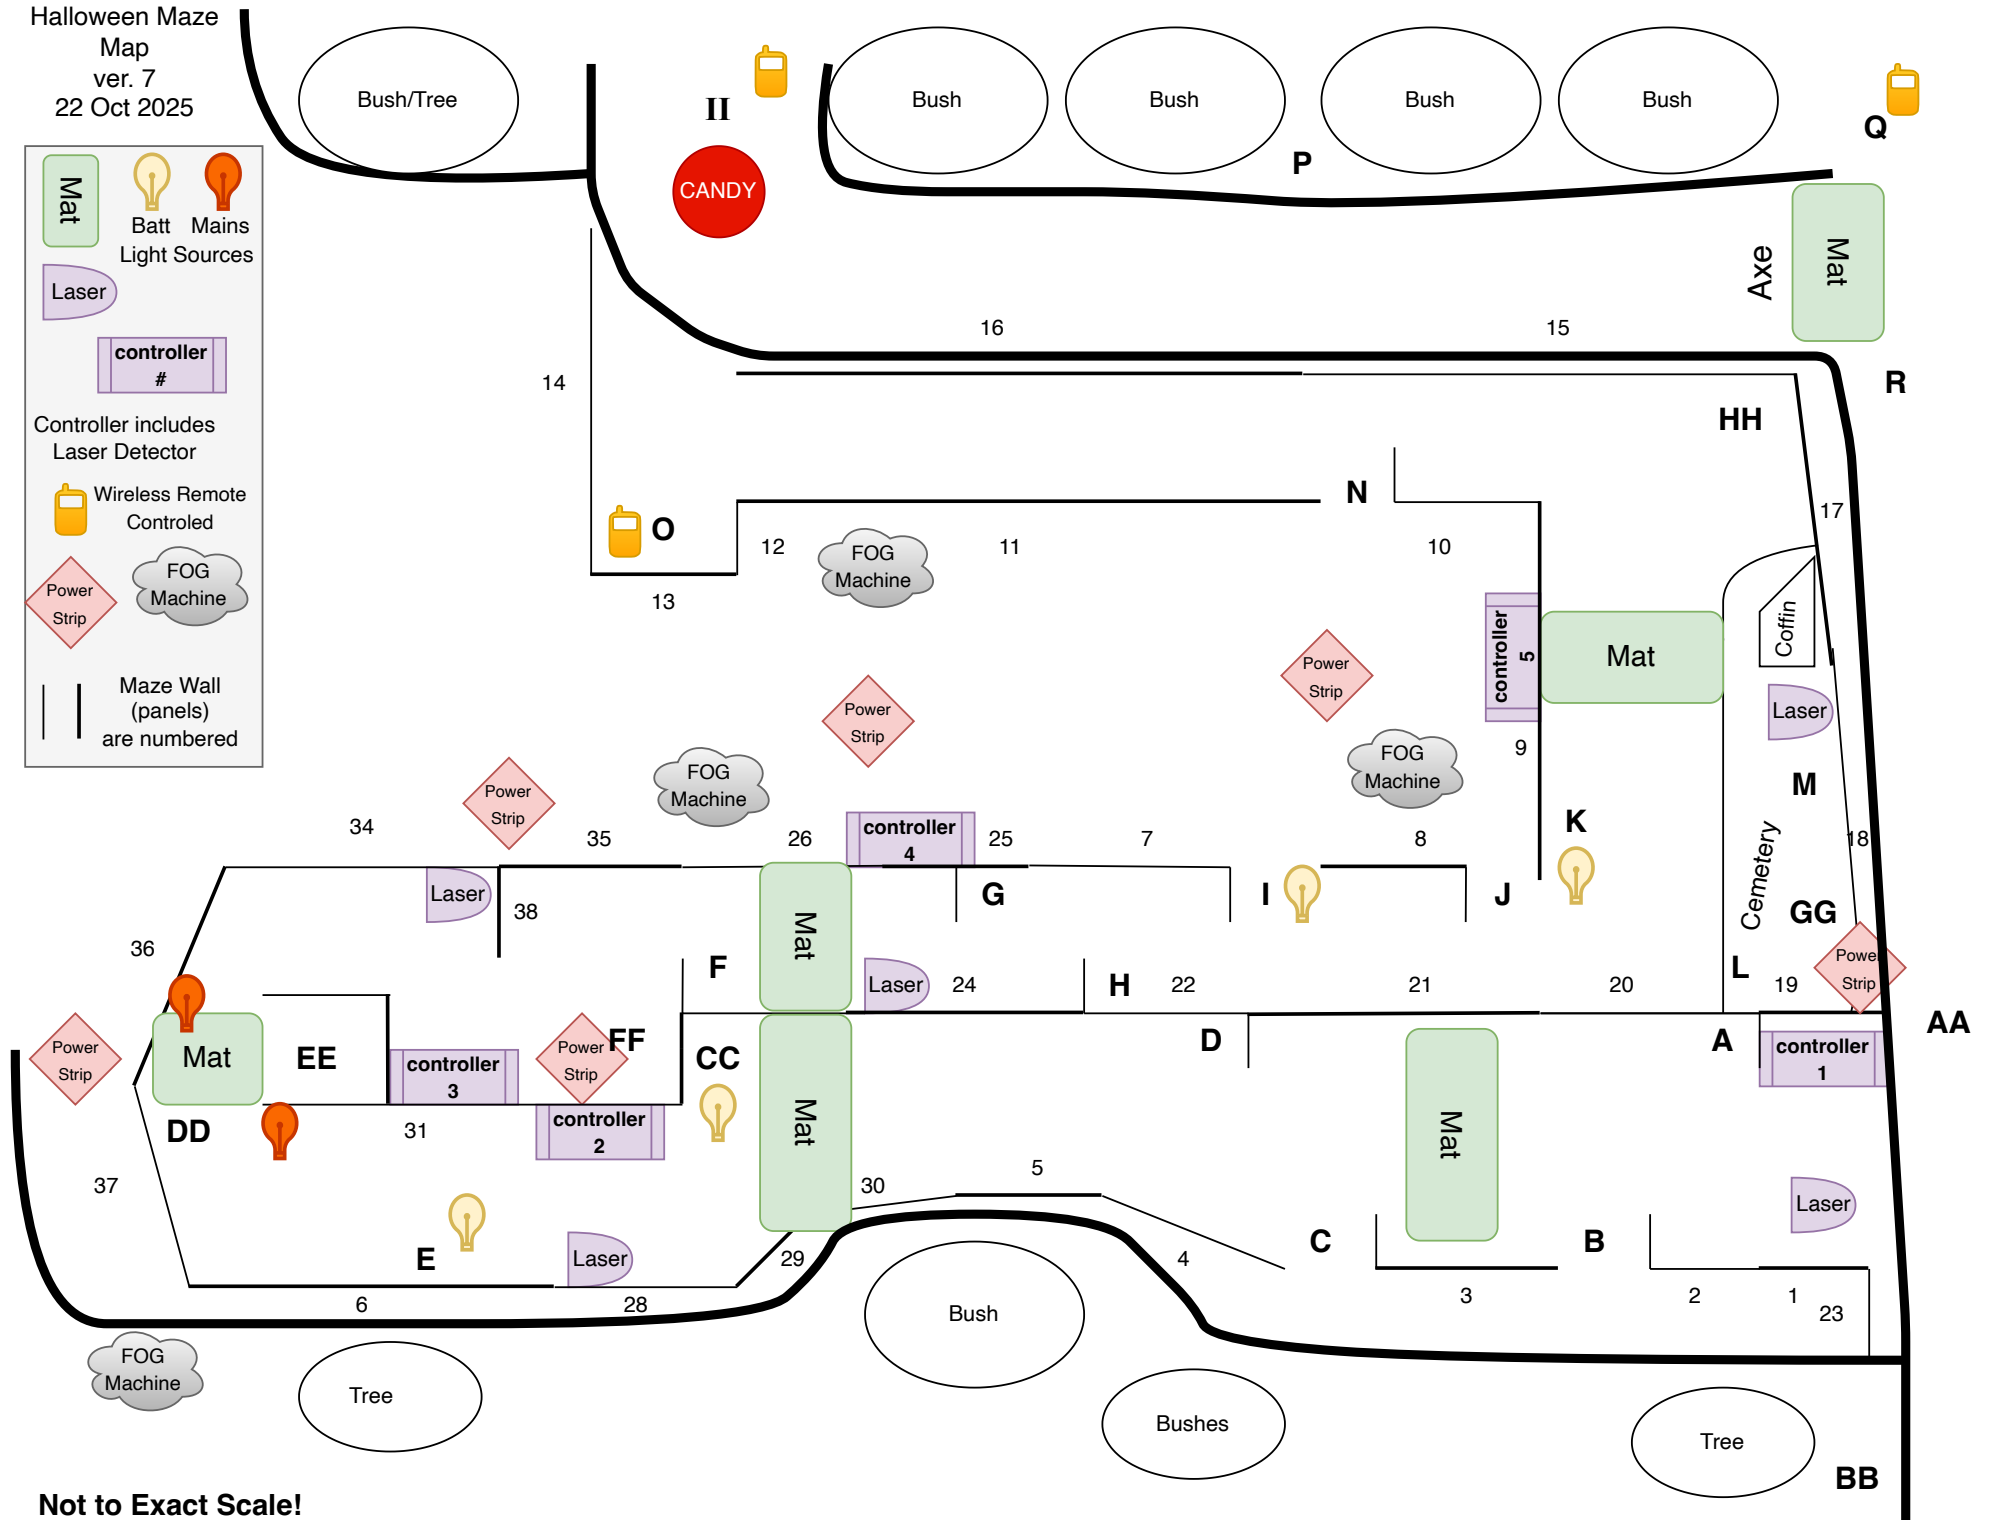 Halloween Maze
Map
ver. 7
22 Oct 2025
Mat
Batt
Mains
Light Sources
Laser
controller
#
Controller includes
Laser Detector
Wireless Remote
Controled
Power
Strip
FOG
Machine
Maze Wall
(panels)
are numbered
Bush/Tree
II
CANDY
Bush
Bush
Bush
Bush
P
Q
Axe
Mat
16
15
R
14
HH
N
17
O
12
11
10
13
FOG
Machine
controller
5
Mat
Coffin
Power
Strip
Power
Strip
Laser
9
M
FOG
Machine
FOG
Machine
Power
Strip
34
35
26
controller
4
25
7
8
K
18
Cemetery
Laser
38
G
I
J
GG
36
Mat
F
Laser
24
H
22
21
20
L
19
Power
Strip
AA
Power
Strip
Mat
EE
controller
3
Power
Strip
FF
CC
D
A
controller
1
DD
31
controller
2
Mat
Mat
37
30
5
Laser
E
Laser
29
4
C
B
6
28
3
2
1
23
Bush
FOG
Machine
Tree
Bushes
Tree
BB
Not to Exact Scale!